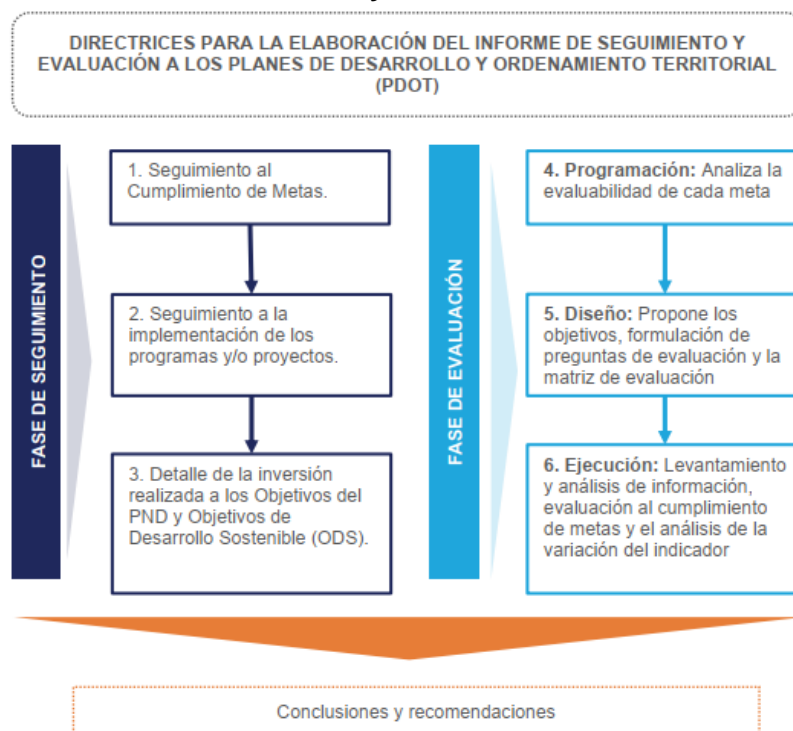 DIRECTRICES PARA LA ELABORACIÓN DEL INFORME DE SEGUIMIENTO Y
EVALUACIÓN A LOS PLANES DE DESARROLLO Y ORDENAMIENTO TERRITORIAL
(PDOT)
FASE DE SEGUIMIENTO
1. Seguimiento al
Cumplimiento de Metas.
2. Seguimiento a la
implementación de los
programas y/o proyectos.
3. Detalle de la inversión
realizada a los Objetivos del
PND y Objetivos de
Desarrollo Sostenible (ODS).
FASE DE EVALUACIÓN
4. Programación: Analiza la
evaluabilidad de cada meta
5. Diseño: Propone los
objetivos, formulación de
preguntas de evaluación y la
matriz de evaluación
6. Ejecución: Levantamiento
y análisis de información,
evaluación al cumplimiento
de metas y el análisis de la
variación del indicador
Conclusiones y recomendaciones